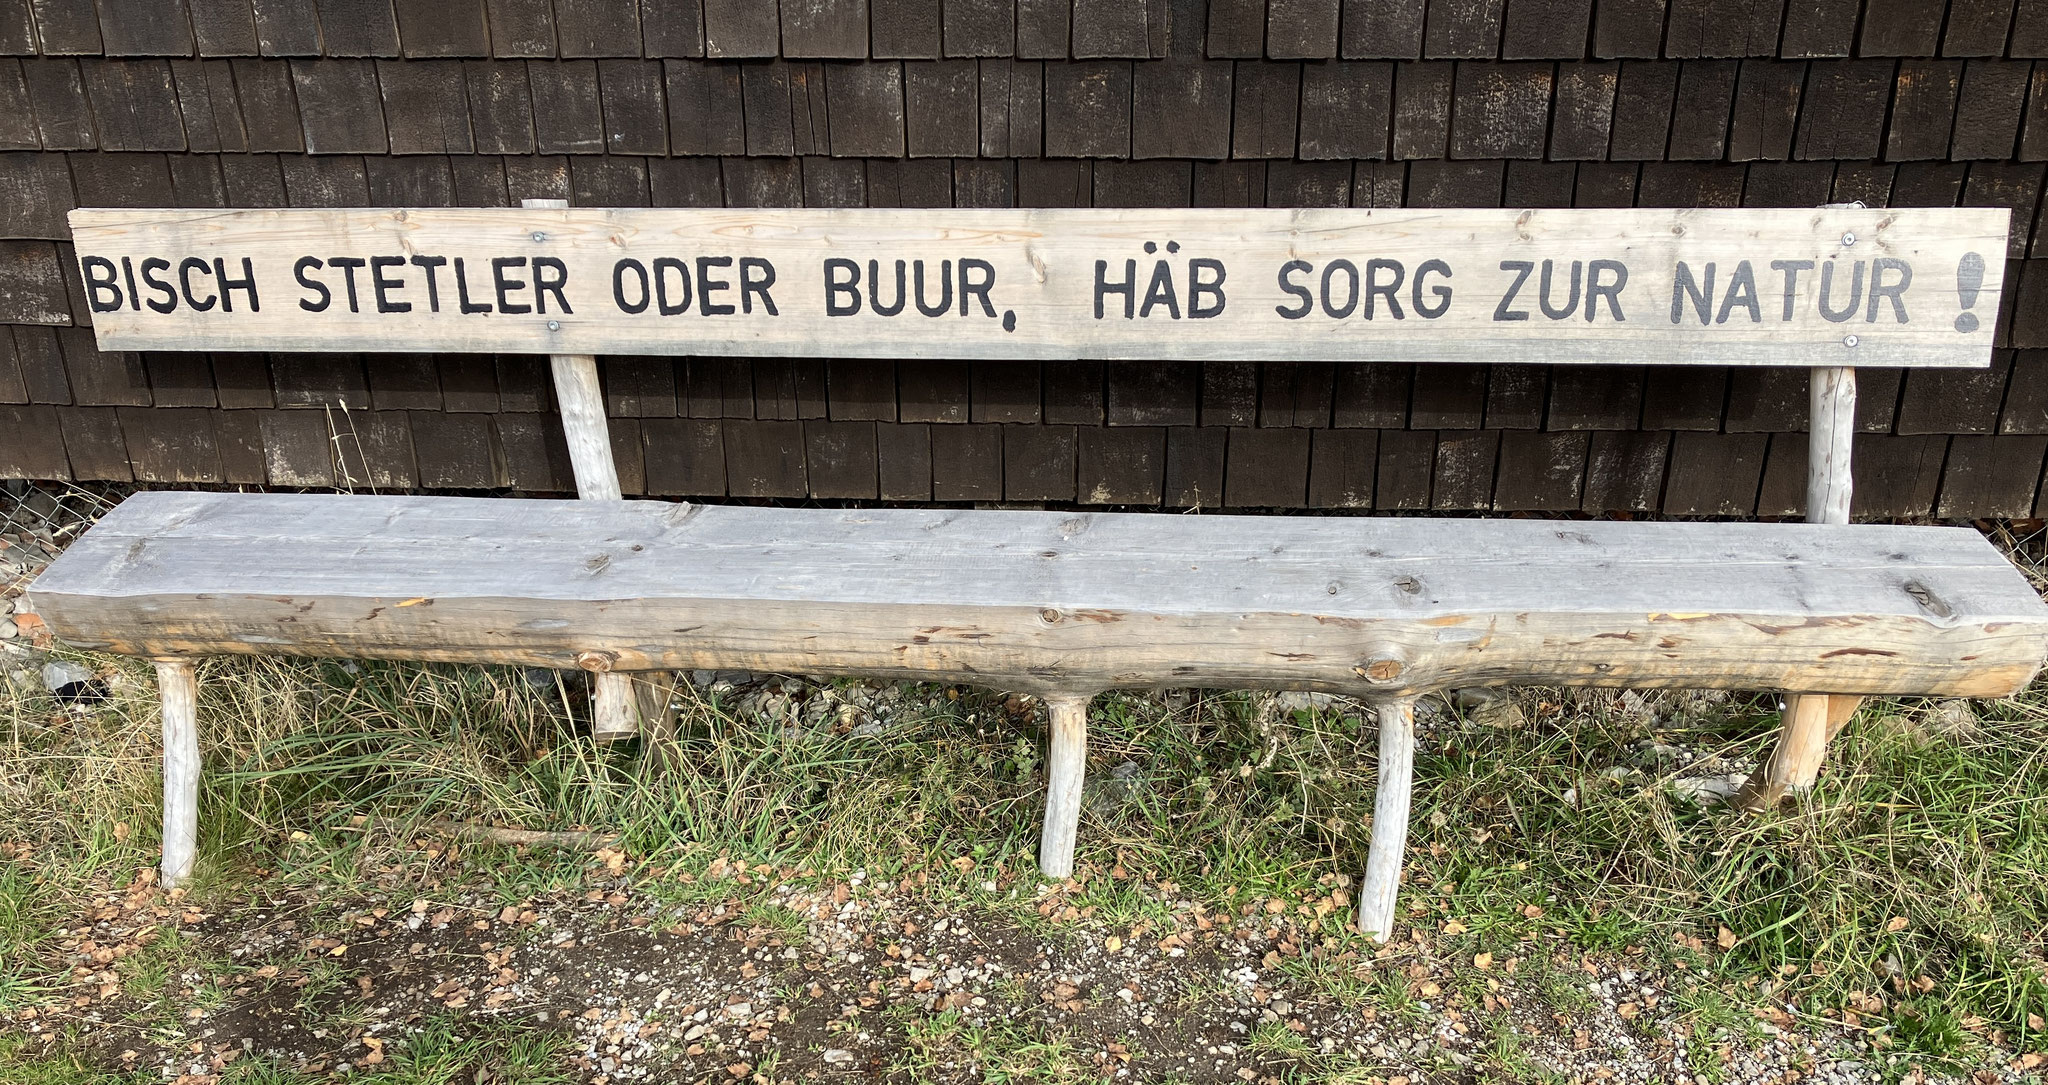 BISCH STETLER ODER BUUR, HÄB SORG ZUR NATUR !